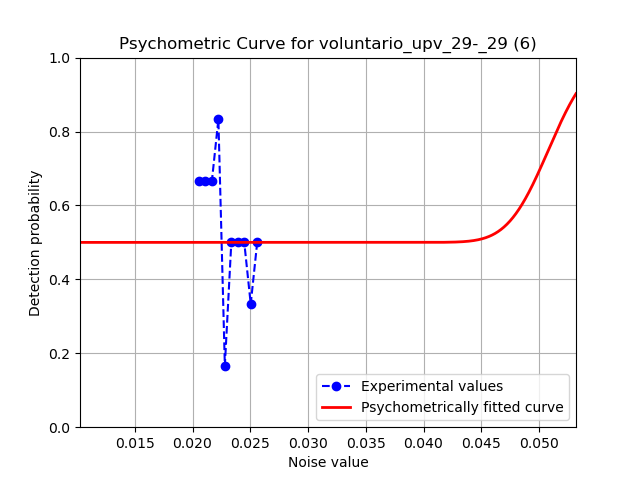 Psychometric Curve for voluntario_upv_29-_29 (6)
1.0
0.8
0.6
0.4
0.2
0.0
Detection probability
Experimental values
Psychometrically fitted curve
0.015 0.020 0.025 0.030 0.035 0.040 0.045 0.050
Noise value